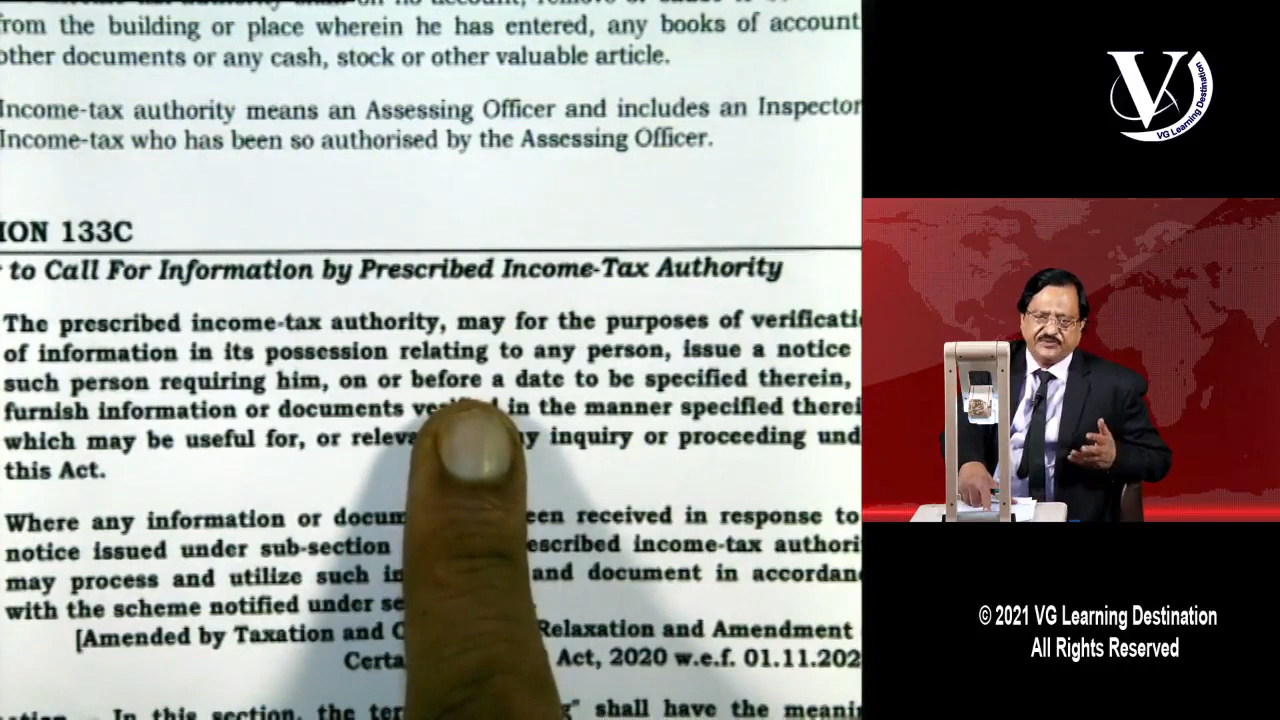 from the building or place wherein he has entered, any books of account
other documents or any cash, stock or other valuable article.
Income-tax authority means an Assessing Officer and includes an Inspector
Income-tax who has been so authorised by the Assessing Officer.
ION 133C
to Call For Information by Prescribed Income-Tax Authority
The prescribed income-tax authority, may for the purposes of verificati
of information in its possession relating to any person, issue a notice
such person requiring him, on or before a date to be specified therein,
furnish information or documents in the manner specified therei
which may be useful for, or releva y inquiry or proceeding und
this Act.
Where any information or docum een received in response to
notice issued under sub-section escribed income-tax authori
may process and utilize such in and document in accordan
with the scheme notified under se
[Amended by Taxation and O Relaxation and Amendment
Certa Act, 2020 w.e.f. 01.11.202
In this section, the ter g" shall have the meanin
V
VG Learning Destination
© 2021 VG Learning Destination
All Rights Reserved